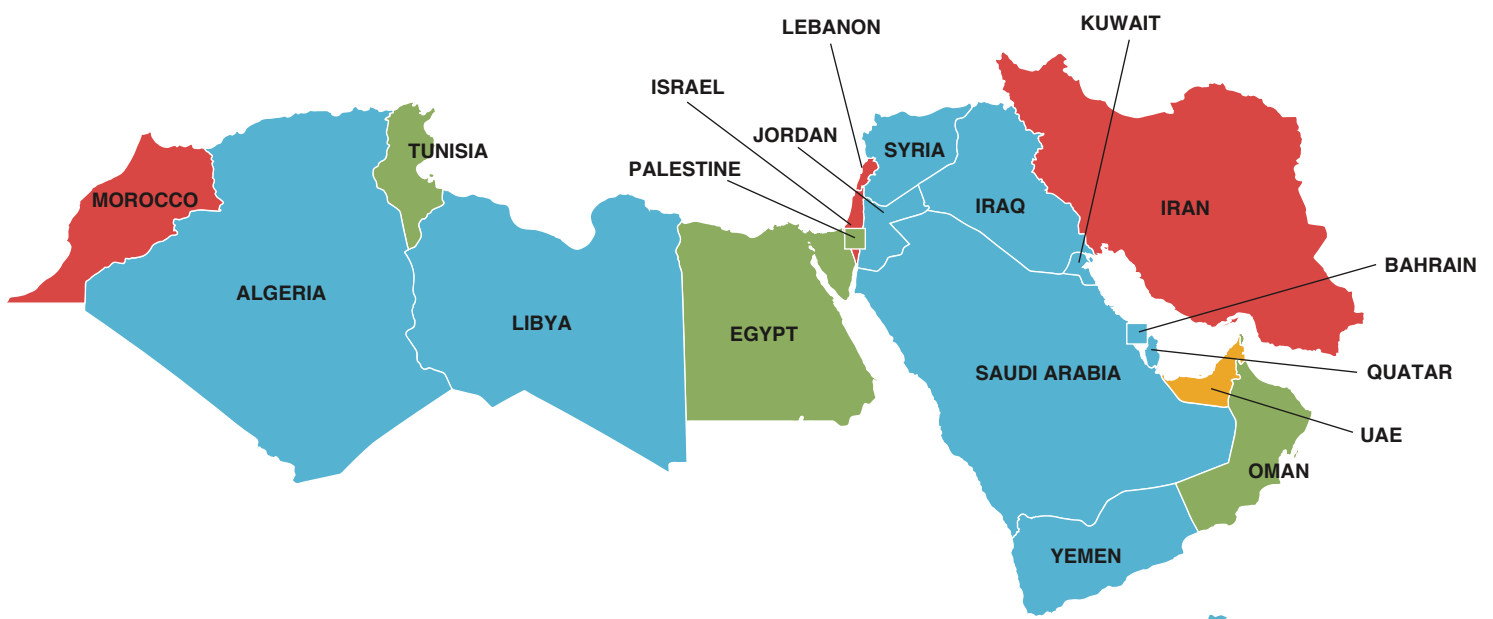 LEBANON
KUWAIT
ISRAEL
JORDAN
PALESTINE
TUNISIA
SYRIA
MOROCCO
IRAQ
IRAN
BAHRAIN
ALGERIA
LIBYA
EGYPT
SAUDI ARABIA
QUATAR
UAE
OMAN
YEMEN